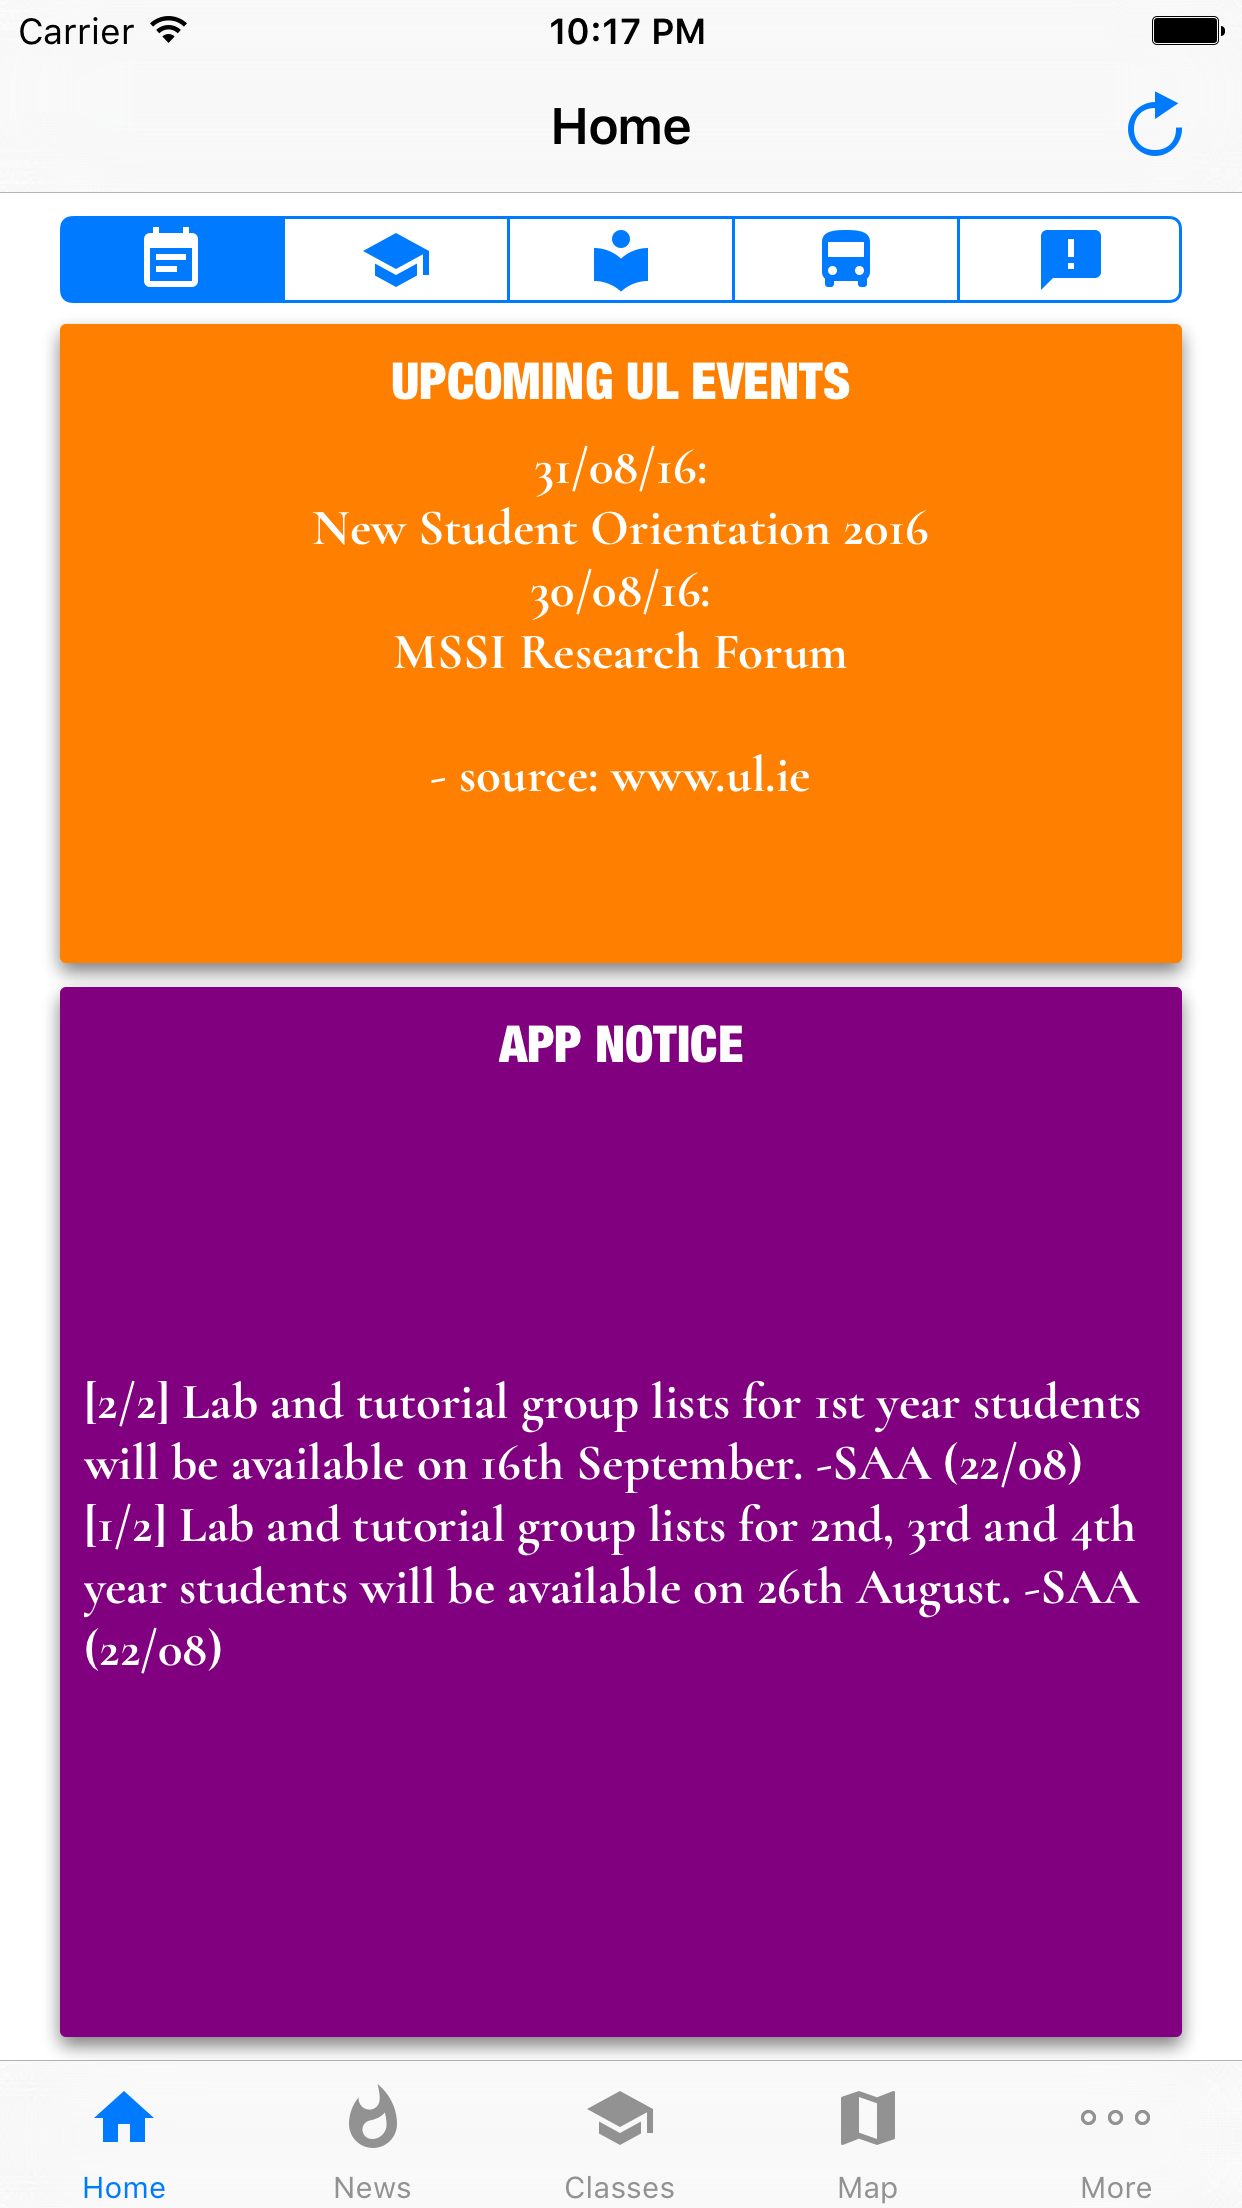 Carrier 10:17 PM
Home
UPCOMING UL EVENTS
31/08/16:
New Student Orientation 2016
30/08/16:
MSSI Research Forum
- source: www.ul.ie
APP NOTICE
[2/2] Lab and tutorial group lists for 1st year students
will be available on 16th September. -SAA (22/08)
[1/2] Lab and tutorial group lists for 2nd, 3rd and 4th
year students will be available on 26th August. -SAA
(22/08)
Home News Classes Map More